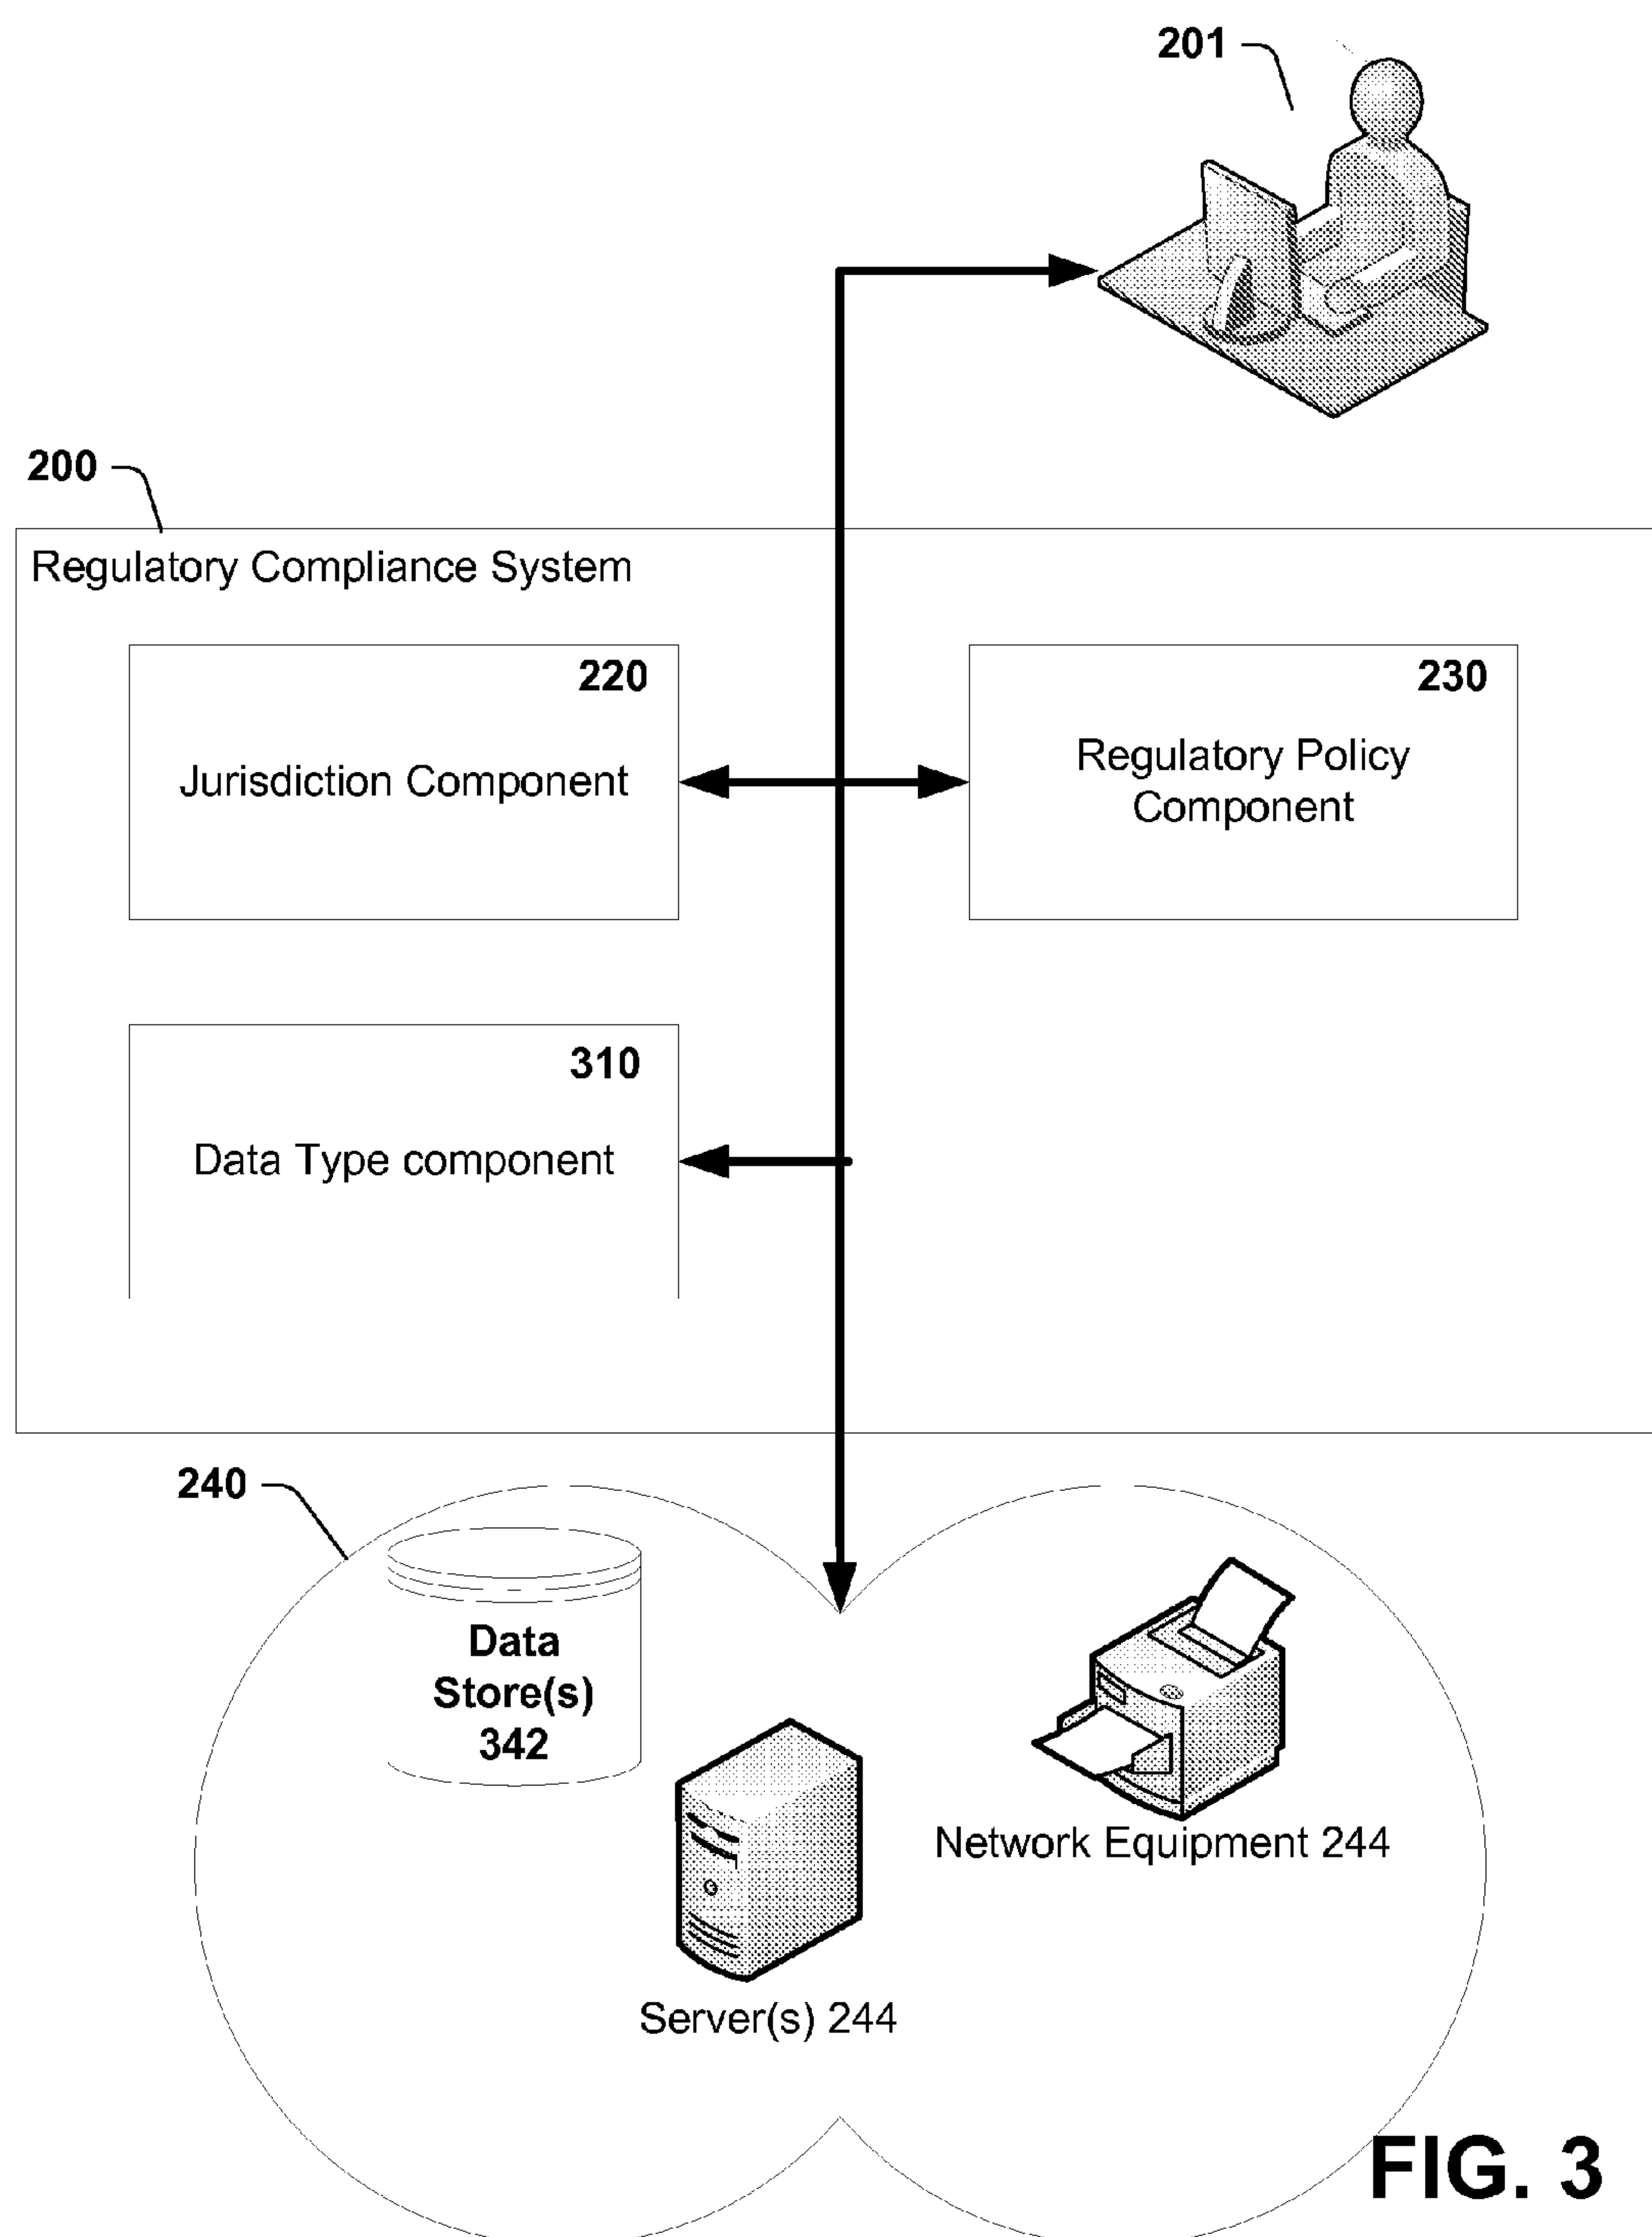 201
200
Regulatory Compliance System
220
Jurisdiction Component
230
Regulatory Policy
Component
310
Data Type component
240
Data
Store(s)
342
Network Equipment 244
Server(s) 244
FIG. 3